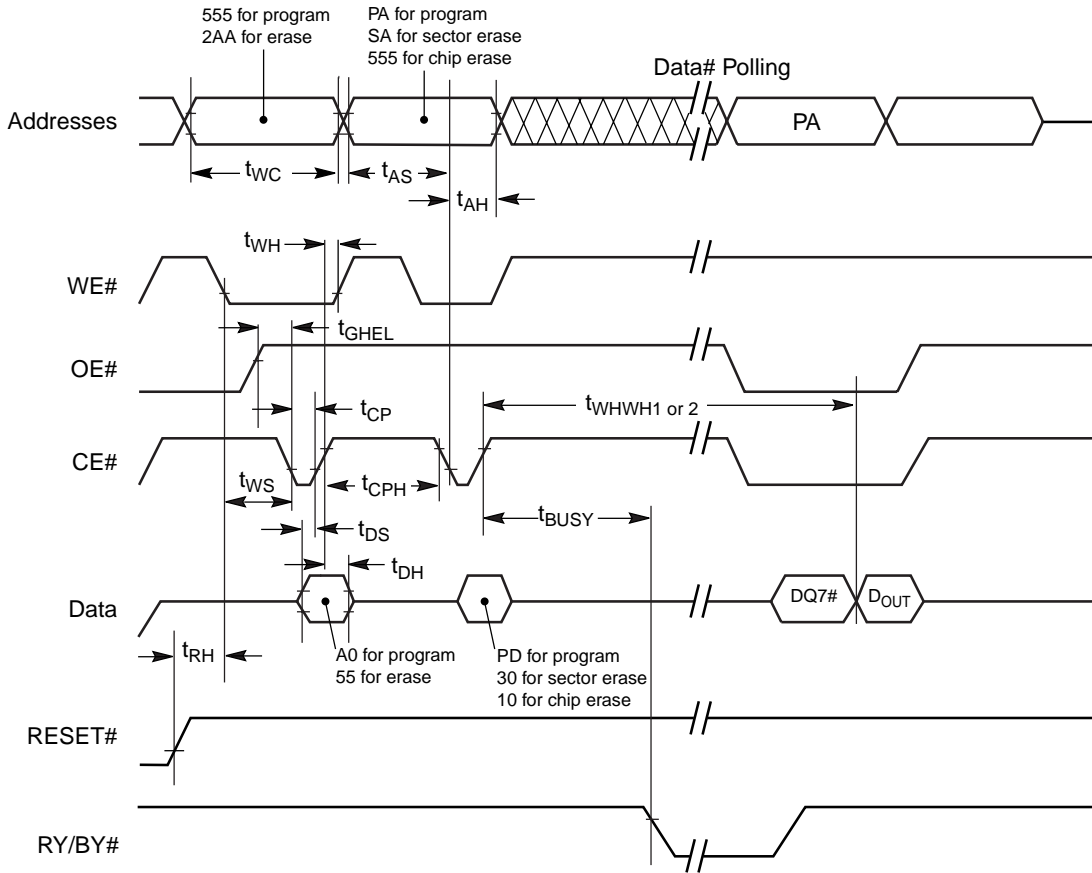 555 for program
2AA for erase
PA for program
SA for sector erase
555 for chip erase
Data# Polling
Addresses
PA
tWC
tAS
tAH
tWH
WE#
tGHEL
OE#
tCP
tWHWH1 or 2
CE#
tWS
tCPH
tBUSY
tDS
tDH
Data
DQ7#
DOUT
tRH
A0 for program
55 for erase
PD for program
30 for sector erase
10 for chip erase
RESET#
RY/BY#